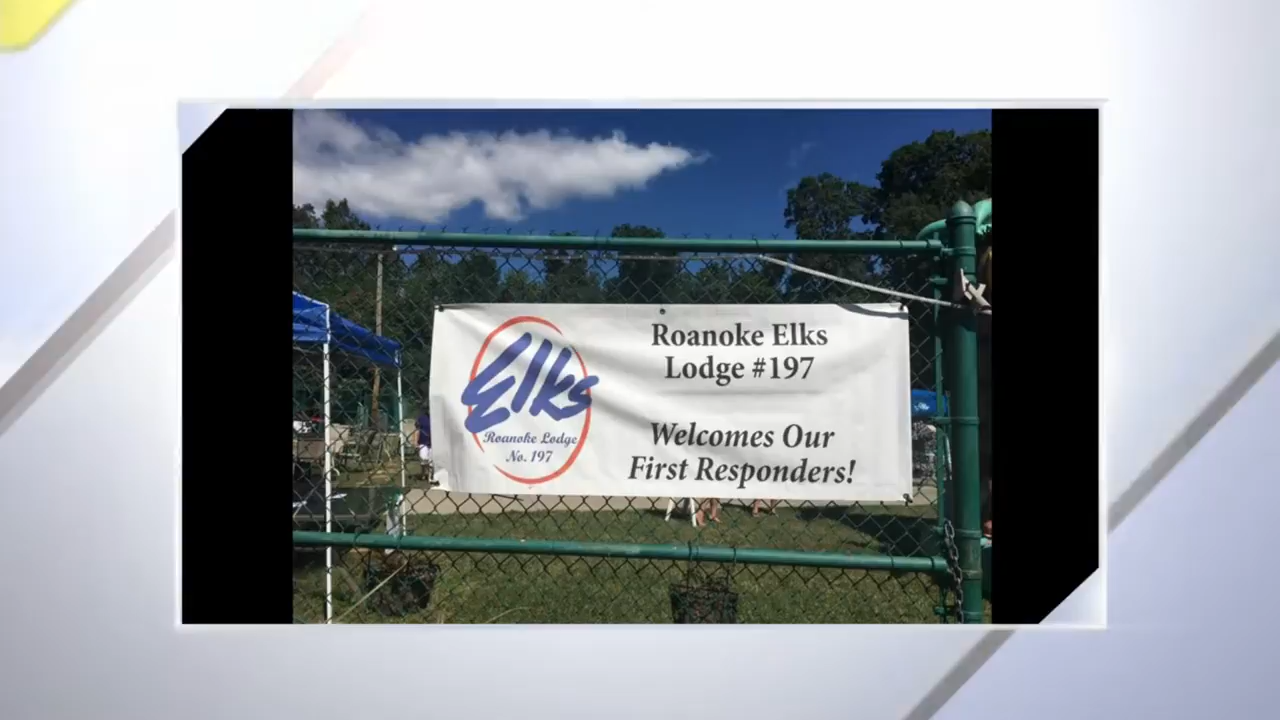 Elks
Roanoke Lodge
No. 197
Roanoke Elks
Lodge #197
Welcomes Our
First Responders!